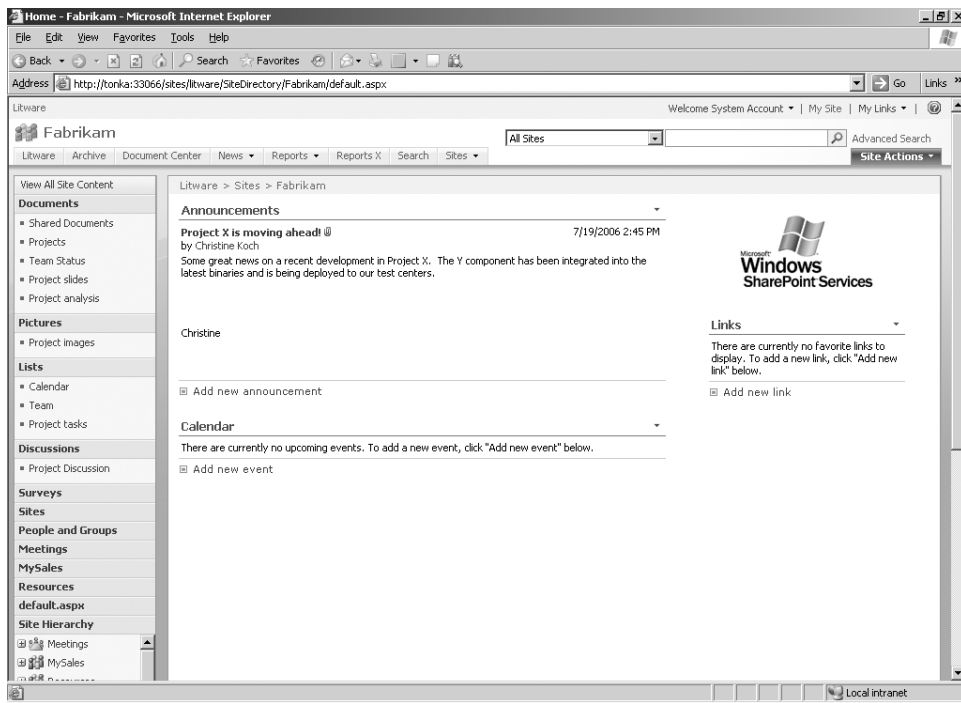 Home - Fabrikam - Microsoft Internet Explorer
File Edit View Favorites Tools Help
Back Search Favorites
Address http://tonka:33066/sites/litware/SiteDirectory/Fabrikam/default.aspx Go Links »
Litware Welcome System Account | My Site | My Links |
Fabrikam All Sites Advanced Search
Litware Archive Document Center News Reports Reports X Search Sites Site Actions
View All Site Content
Documents
Shared Documents
Projects
Team Status
Project slides
Project analysis
Pictures
Project images
Lists
Calendar
Team
Project tasks
Discussions
Project Discussion
Surveys
Sites
People and Groups
Meetings
MySales
Resources
default.aspx
Site Hierarchy
Meetings
MySales
Litware > Sites > Fabrikam
Announcements
Project X is moving ahead! 7/19/2006 2:45 PM
by Christine Koch
Some great news on a recent development in Project X. The Y component has been integrated into the
latest binaries and is being deployed to our test centers.
Christine
Add new announcement
Calendar
There are currently no upcoming events. To add a new event, click "Add new event" below.
Add new event
Microsoft
Windows
SharePoint Services
Links
There are currently no favorite links to
display. To add a new link, click "Add new
link" below.
Add new link
Local intranet